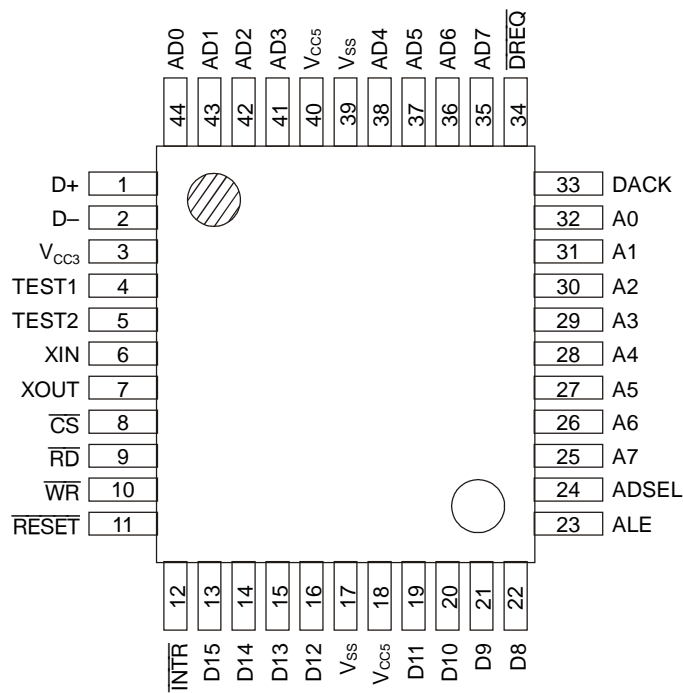 AD0 AD1 AD2 AD3 VCC5 VSS AD4 AD5 AD6 AD7 DREQ
44 43 42 41 40 39 38 37 36 35 34
D+ 1 33 DACK
D– 2 32 A0
VCC3 3 31 A1
TEST1 4 30 A2
TEST2 5 29 A3
XIN 6 28 A4
XOUT 7 27 A5
CS 8 26 A6
RD 9 25 A7
WR 10 24 ADSEL
RESET 11 23 ALE
12 13 14 15 16 17 18 19 20 21 22
INTR D15 D14 D13 D12 VSS VCC5 D11 D10 D9 D8